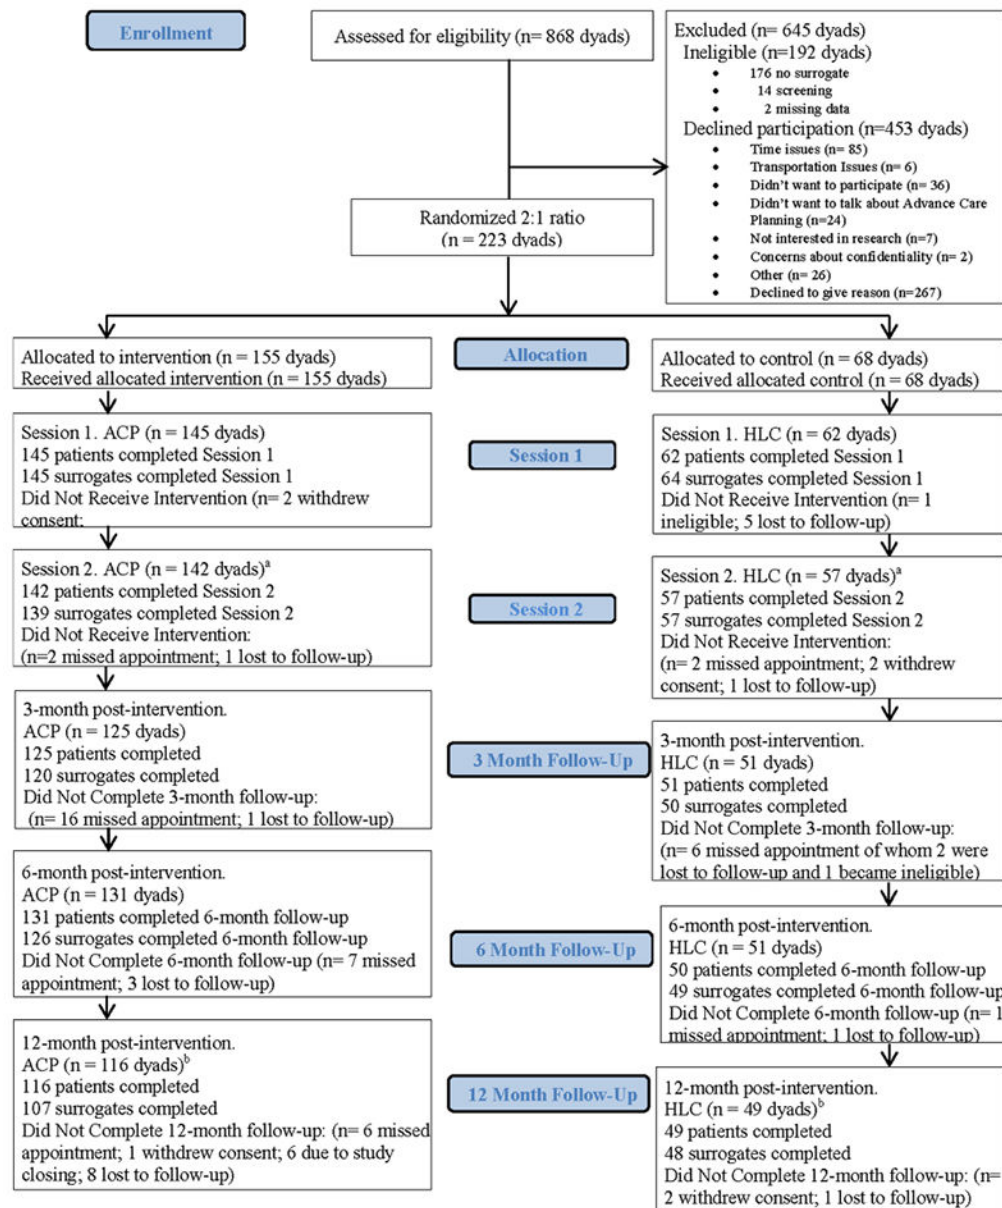 Enrollment
Assessed for eligibility (n= 868 dyads)
Excluded (n= 645 dyads)
Ineligible (n=192 dyads)
• 176 no surrogate
• 14 screening
• 2 missing data
Declined participation (n=453 dyads)
• Time issues (n= 85)
• Transportation Issues (n= 6)
• Didn't want to participate (n= 36)
• Didn't want to talk about Advance Care
Planning (n=24)
• Not interested in research (n=7)
• Concerns about confidentiality (n= 2)
• Other (n= 26)
• Declined to give reason (n=267)
Randomized 2:1 ratio
(n = 223 dyads)
Allocation
Allocated to intervention (n = 155 dyads)
Received allocated intervention (n = 155 dyads)
Allocated to control (n = 68 dyads)
Received allocated control (n = 68 dyads)
Session 1
Session 1. ACP (n = 145 dyads)
145 patients completed Session 1
145 surrogates completed Session 1
Did Not Receive Intervention (n= 2 withdrew
consent;
Session 1. HLC (n = 62 dyads)
62 patients completed Session 1
64 surrogates completed Session 1
Did Not Receive Intervention (n= 1
ineligible; 5 lost to follow-up)
Session 2
Session 2. ACP (n = 142 dyads)a
142 patients completed Session 2
139 surrogates completed Session 2
Did Not Receive Intervention:
(n=2 missed appointment; 1 lost to follow-up)
Session 2. HLC (n = 57 dyads)a
57 patients completed Session 2
57 surrogates completed Session 2
Did Not Receive Intervention:
(n= 2 missed appointment; 2 withdrew
consent; 1 lost to follow-up)
3 Month Follow-Up
3-month post-intervention.
ACP (n = 125 dyads)
125 patients completed
120 surrogates completed
Did Not Complete 3-month follow-up:
(n= 16 missed appointment; 1 lost to follow-up)
3-month post-intervention.
HLC (n = 51 dyads)
51 patients completed
50 surrogates completed
Did Not Complete 3-month follow-up:
(n= 6 missed appointment of whom 2 were
lost to follow-up and 1 became ineligible)
6 Month Follow-Up
6-month post-intervention.
ACP (n = 131 dyads)
131 patients completed 6-month follow-up
126 surrogates completed 6-month follow-up
Did Not Complete 6-month follow-up (n= 7 missed
appointment; 3 lost to follow-up)
6-month post-intervention.
HLC (n = 51 dyads)
50 patients completed 6-month follow-up
49 surrogates completed 6-month follow-up
Did Not Complete 6-month follow-up (n= 1
missed appointment; 1 lost to follow-up)
12 Month Follow-Up
12-month post-intervention.
ACP (n = 116 dyads)b
116 patients completed
107 surrogates completed
Did Not Complete 12-month follow-up: (n= 6 missed
appointment; 1 withdrew consent; 6 due to study
closing; 8 lost to follow-up)
12-month post-intervention.
HLC (n = 49 dyads)b
49 patients completed
48 surrogates completed
Did Not Complete 12-month follow-up: (n=
2 withdrew consent; 1 lost to follow-up)